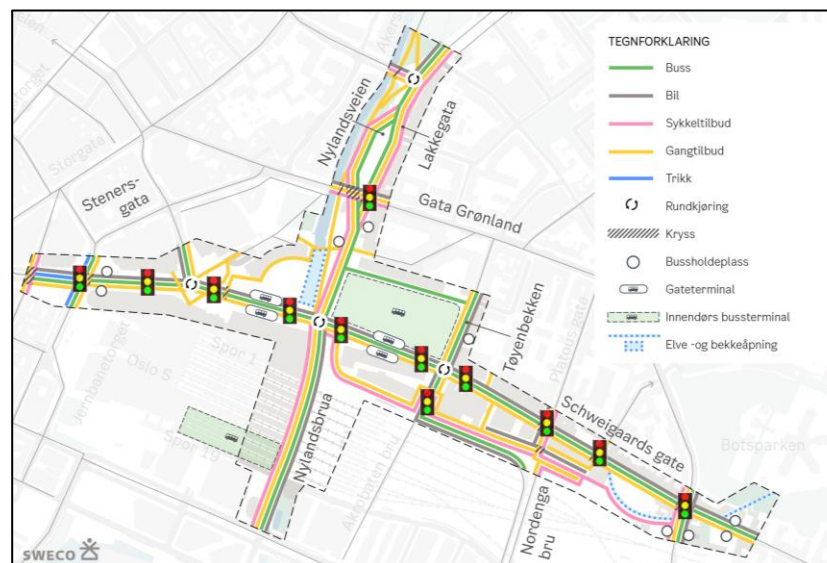 Akers
Nylandsveien
Lakkegata
Storgata
Steners-
gata
Gata Grønland
Tøyenbekken
Platous gate
Jernbanetorget
Oslo S
Spor 1
Spor 19
Nylandsbrua
Schweigaards gate
Botsparken
Nordenga
bru
SWECO
TEGNFORKLARING
Buss
Bil
Sykkeltilbud
Gangtilbud
Trikk
Rundkjøring
Kryss
Bussholdeplass
Gateterminal
Innendørs bussterminal
Elve -og bekkeåpning